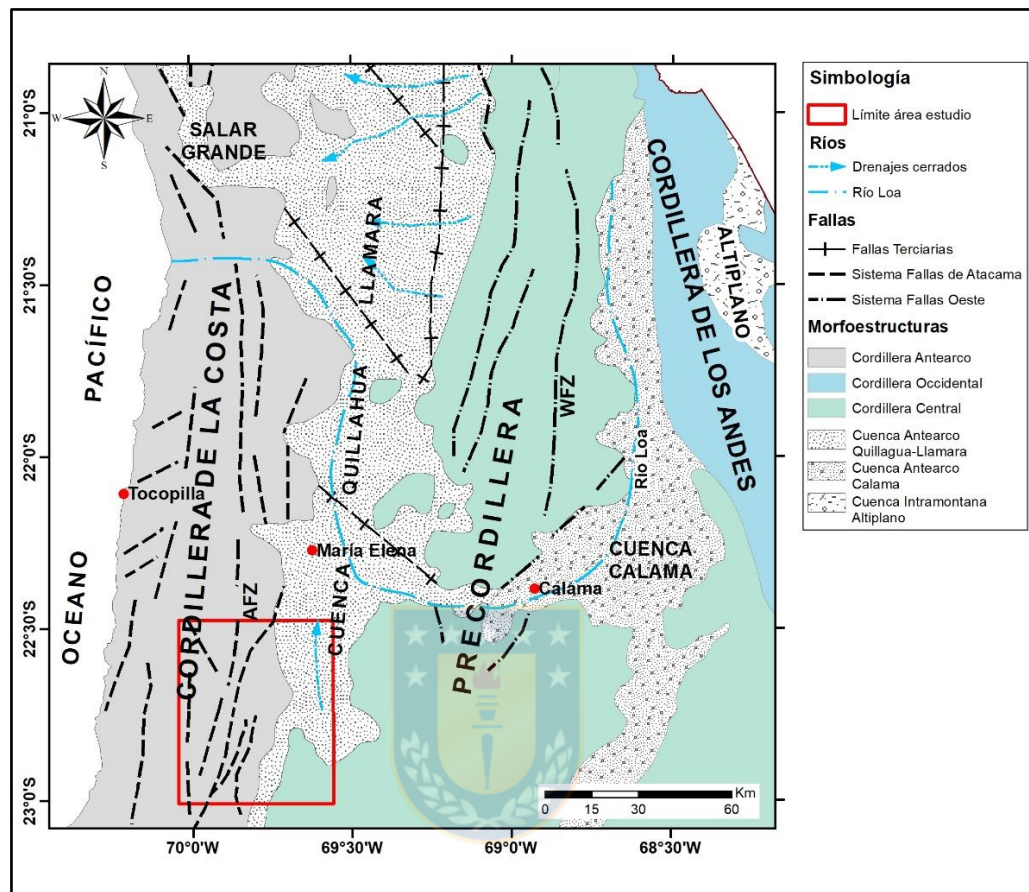 N
W
E
S
21°0'S
21°30'S
22°0'S
22°30'S
23°0'S
70°0'W
69°30'W
69°0'W
68°30'W
SALAR
GRANDE
LLAMARA
CORDILLERA DE LOS ANDES
ALTIPLANO
PACÍFICO
OCEANO
CORDILLERA DE LA COSTA
QUILLAHUA
CUENCA
PRECORDILLERA
WFZ
Río Loa
Tocopilla
María Elena
CUENCA
CALAMA
Calama
AFZ
Km
0 15 30 60
Simbología
Límite área estudio
Ríos
Drenajes cerrados
Río Loa
Fallas
Fallas Terciarias
Sistema Fallas de Atacama
Sistema Fallas Oeste
Morfoestructuras
Cordillera Antearco
Cordillera Occidental
Cordillera Central
Cuenca Antearco
Quillagua-Llamara
Cuenca Antearco
Calama
Cuenca Intramontana
Altiplano